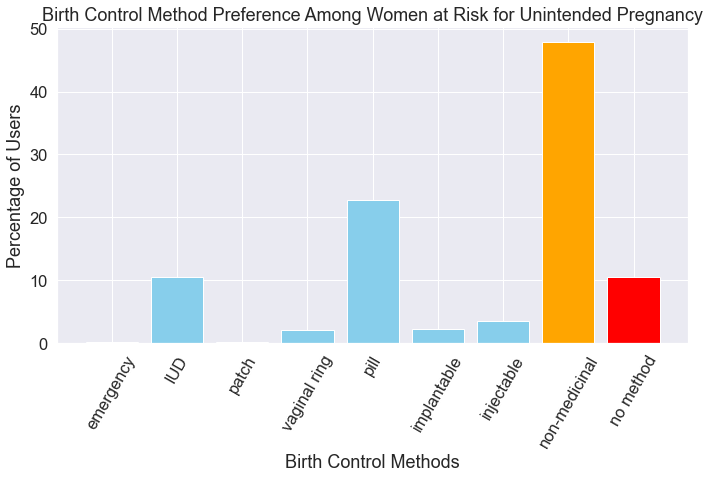 Birth Control Method Preference Among Women at Risk for Unintended Pregnancy
Percentage of Users
50
40
30
20
10
0
emergency
IUD
patch
vaginal ring
pill
implantable
injectable
non-medicinal
no method
Birth Control Methods